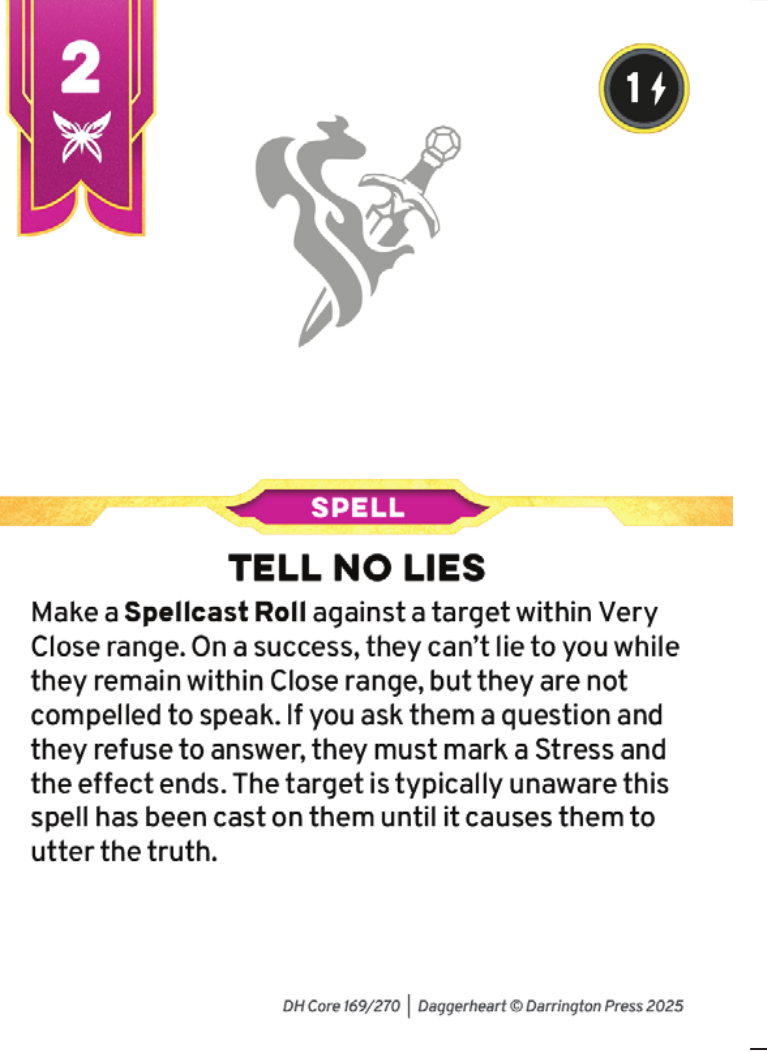 2
1
SPELL
TELL NO LIES
Make a Spellcast Roll against a target within Very
Close range. On a success, they can’t lie to you while
they remain within Close range, but they are not
compelled to speak. If you ask them a question and
they refuse to answer, they must mark a Stress and
the effect ends. The target is typically unaware this
spell has been cast on them until it causes them to
utter the truth.
DH Core 169/270 | Daggerheart © Darrington Press 2025